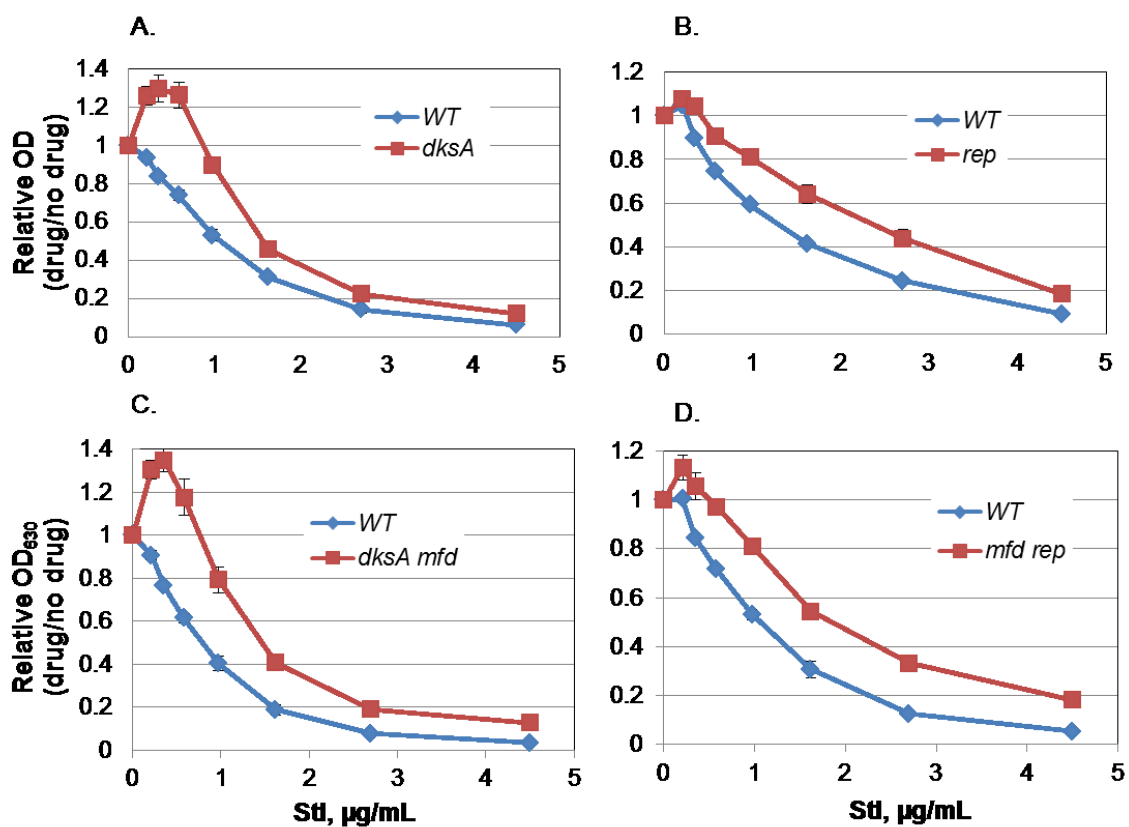 A.
Relative OD
(drug/no drug)
1.4
1.2
1
0.8
0.6
0.4
0.2
0
0 1 2 3 4 5
WT
dksA
B.
1.2
1
0.8
0.6
0.4
0.2
0
0 1 2 3 4 5
WT
rep
C.
Relative OD630
(drug/no drug)
1.4
1.2
1
0.8
0.6
0.4
0.2
0
0 1 2 3 4 5
WT
dksA mfd
Stl, µg/mL
D.
1.2
1
0.8
0.6
0.4
0.2
0
0 1 2 3 4 5
WT
mfd rep
Stl, µg/mL